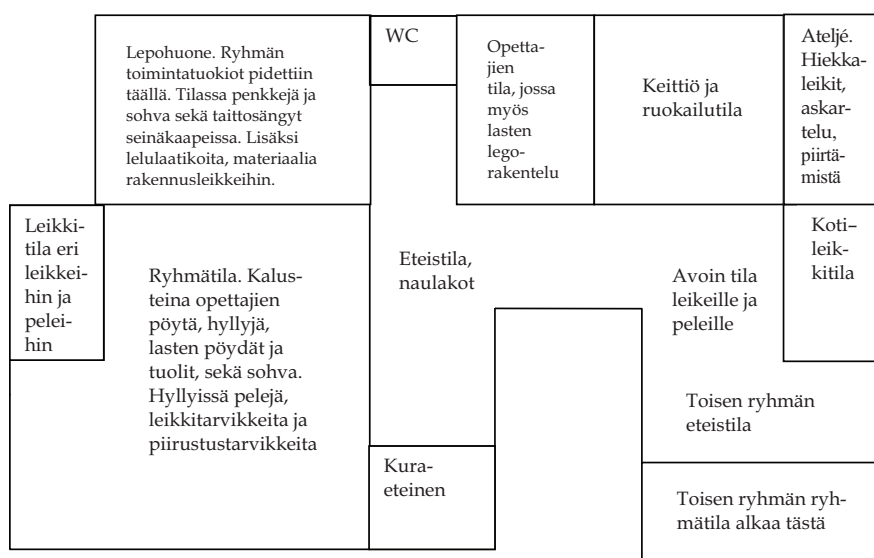 Lepohuone. Ryhmän
toimintatuokiot pidettiin
täällä. Tilassa penkkejä ja
sohva sekä taittosängyt
seinäkaapeissa. Lisäksi
lelulaatikoita, materiaalia
rakennusleikkeihin.
WC
Opetta-
jien
tila, jossa
myös
lasten
lego-
rakentelu
Keittiö ja
ruokailutila
Ateljé.
Hiekka-
leikit,
askar-
telu,
piirtä-
mistä
Leikki-
tila eri
leikkei-
hin ja
pelei-
hin
Ryhmätila. Kalus-
teina opettajien
pöytä, hyllyjä,
lasten pöydät ja
tuolit, sekä sohva.
Hyllyissä pelejä,
leikkitarvikkeita ja
piirustustarvikkeita
Eteistila,
naulakot
Avoin tila
leikeille ja
peleille
Koti–
leik-
kitila
Toisen ryhmän
eteistila
Kura-
eteinen
Toisen ryhmän ryh-
mätila alkaa tästä